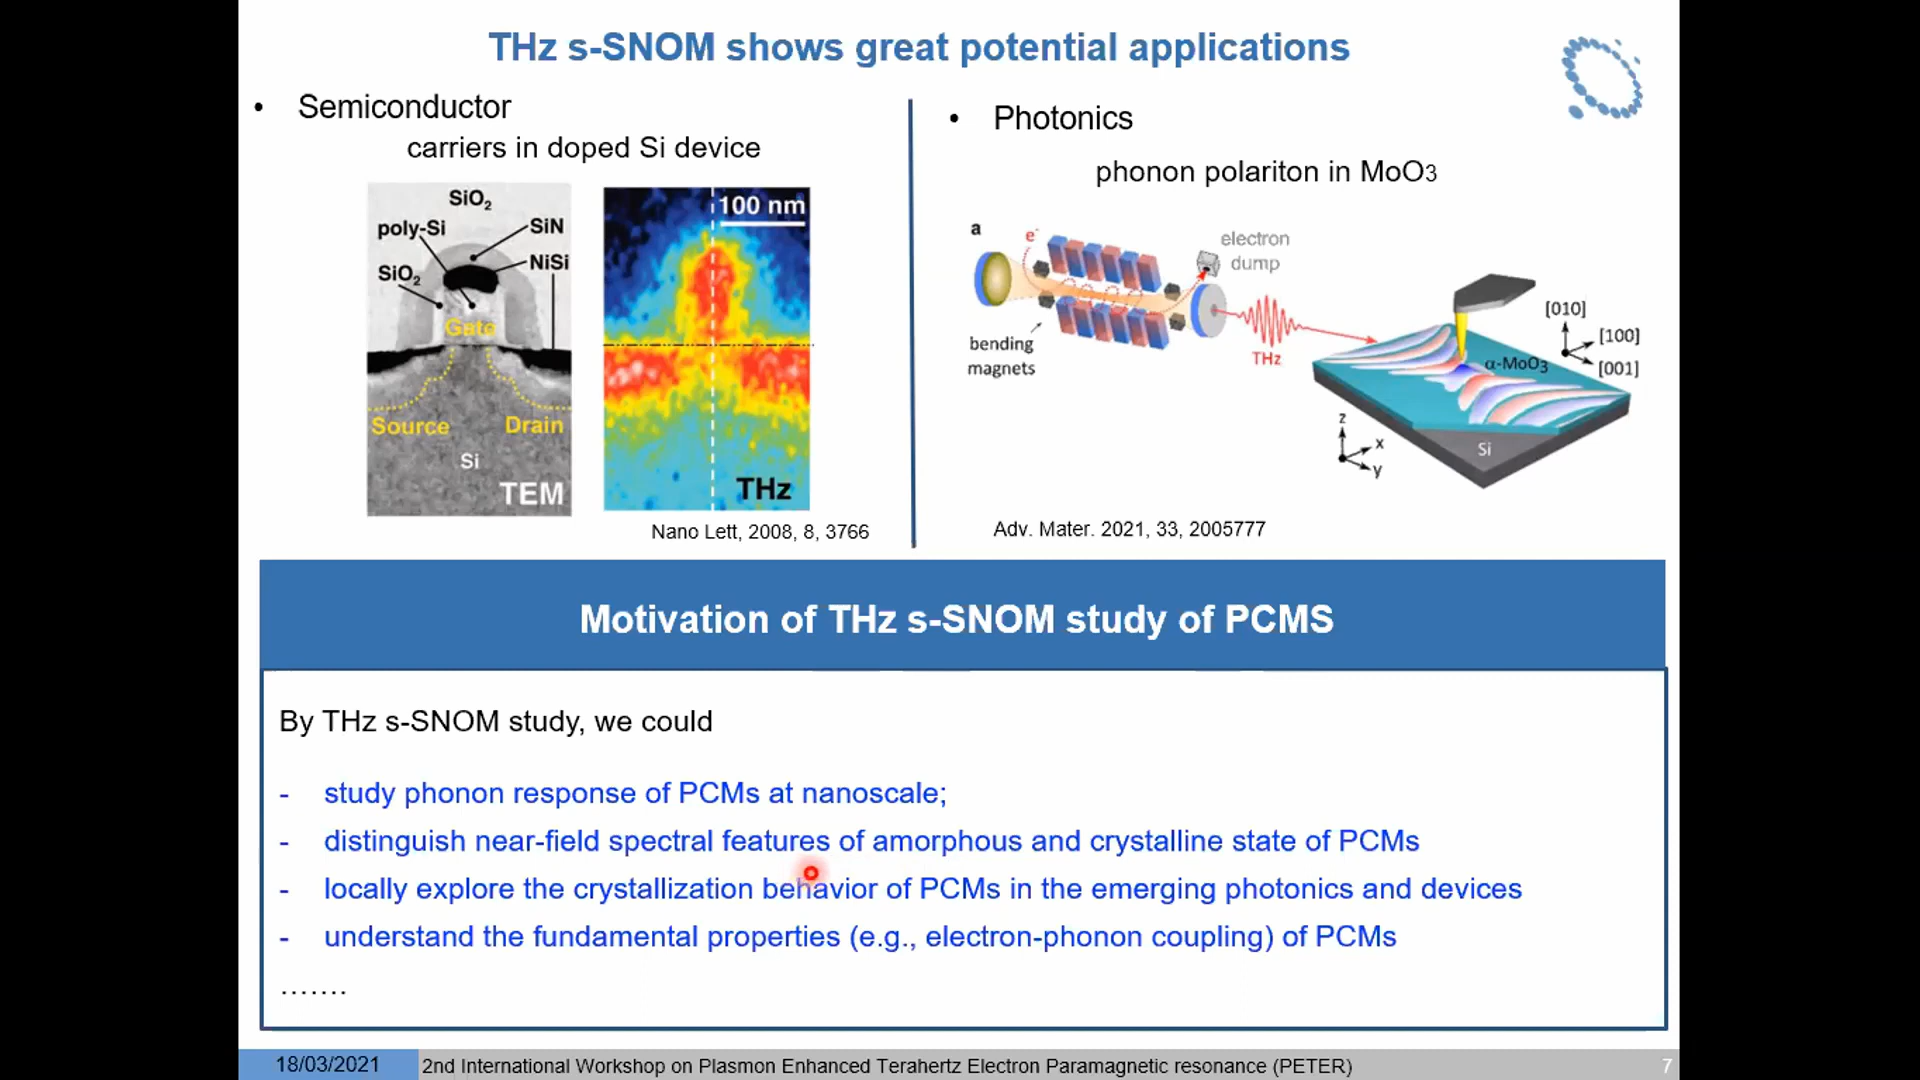 THz s-SNOM shows great potential applications
• Semiconductor
carriers in doped Si device
SiO2
poly-Si
SiN
NiSi
SiO2
Gate
Source
Drain
Si
TEM
100 nm
THz
Nano Lett, 2008, 8, 3766
• Photonics
phonon polariton in MoO3
a
e-
electron
dump
bending
magnets
THz
[010]
[100]
[001]
α-MoO3
z
x
y
Si
Adv. Mater. 2021, 33, 2005777
Motivation of THz s-SNOM study of PCMS
By THz s-SNOM study, we could
- study phonon response of PCMs at nanoscale;
- distinguish near-field spectral features of amorphous and crystalline state of PCMs
- locally explore the crystallization behavior of PCMs in the emerging photonics and devices
- understand the fundamental properties (e.g., electron-phonon coupling) of PCMs
.......
18/03/2021
2nd International Workshop on Plasmon Enhanced Terahertz Electron Paramagnetic resonance (PETER)
7